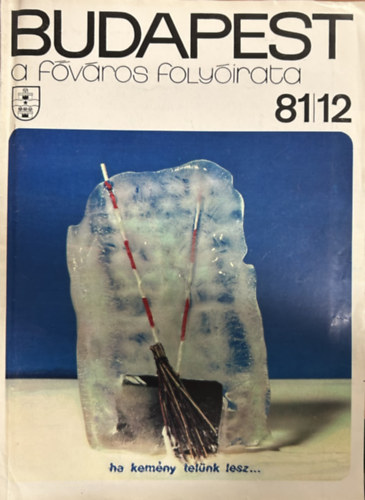 BUDAPEST
a főváros folyóirata
81|12
ha kemény telünk lesz...